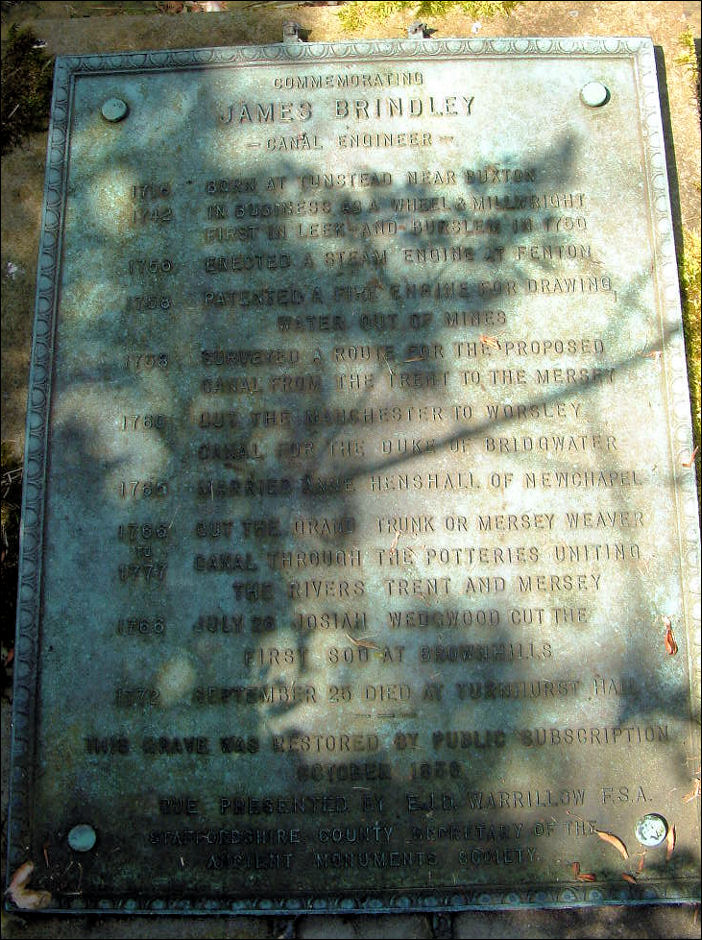 COMMEMORATING
JAMES BRINDLEY
– CANAL ENGINEER –
1716 BORN AT TUNSTEAD NEAR BUXTON
1742 IN BUSINESS AS A WHEEL & MILLWRIGHT
FIRST IN LEEK AND BURSLEM IN 1750
1756 ERECTED A STEAM ENGINE AT FENTON
1758 PATENTED A FIRE ENGINE FOR DRAWING
WATER OUT OF MINES
1758 SURVEYED A ROUTE FOR THE PROPOSED
CANAL FROM THE TRENT TO THE MERSEY
1760 CUT THE MANCHESTER TO WORSLEY
CANAL FOR THE DUKE OF BRIDGWATER
1765 MARRIED ANNE HENSHALL OF NEWCHAPEL
1766 CUT THE GRAND TRUNK OR MERSEY WEAVER
TO CANAL THROUGH THE POTTERIES UNITING
1777 THE RIVERS TRENT AND MERSEY
1766 JULY 26 JOSIAH WEDGWOOD CUT THE
FIRST SOD AT BROWNHILLS
1772 SEPTEMBER 25 DIED AT TURNHURST HALL
THIS GRAVE WAS RESTORED BY PUBLIC SUBSCRIPTION
OCTOBER
PRESENTED BY E.J.D. WARRILLOW F.S.A.
STAFFORDSHIRE COUNTY SECRETARY OF THE
ANCIENT MONUMENTS SOCIETY.